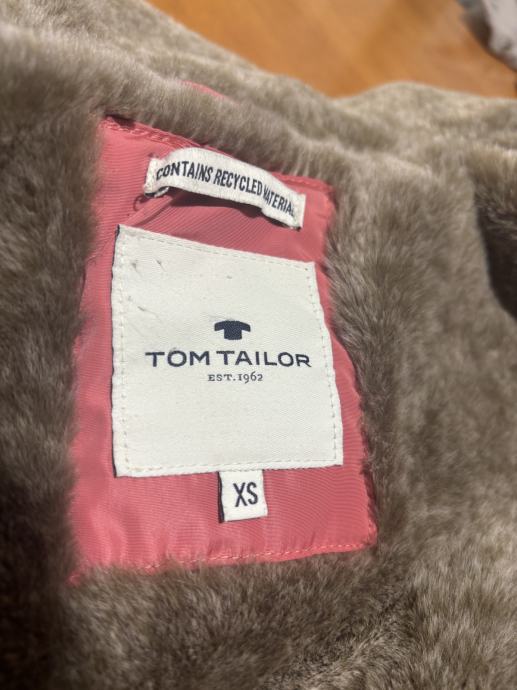 CONTAINS RECYCLED MATERIAL
TOM TAILOR
EST.1962
XS